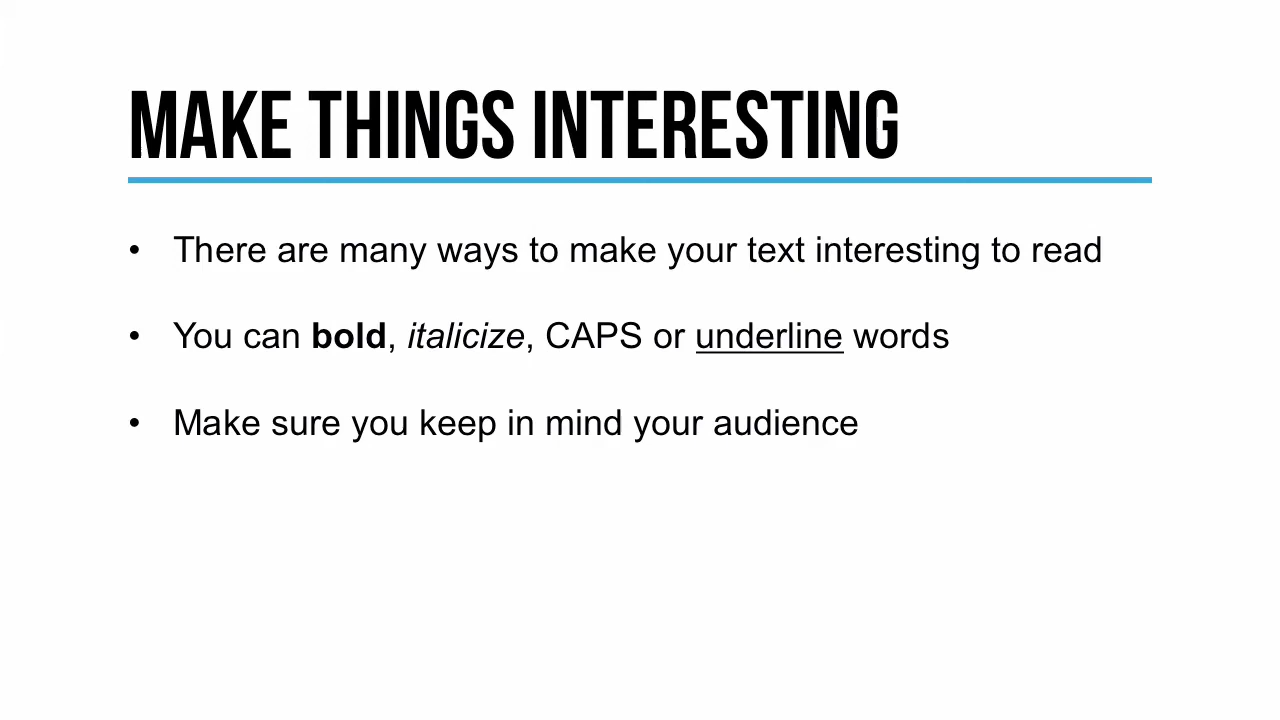 MAKE THINGS INTERESTING
• There are many ways to make your text interesting to read
• You can bold, italicize, CAPS or underline words
• Make sure you keep in mind your audience